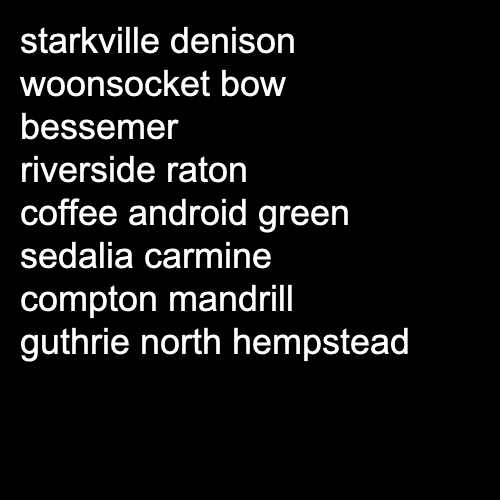 starkville denison
woonsocket bow
bessemer
riverside raton
coffee android green
sedalia carmine
compton mandrill
guthrie north hempstead